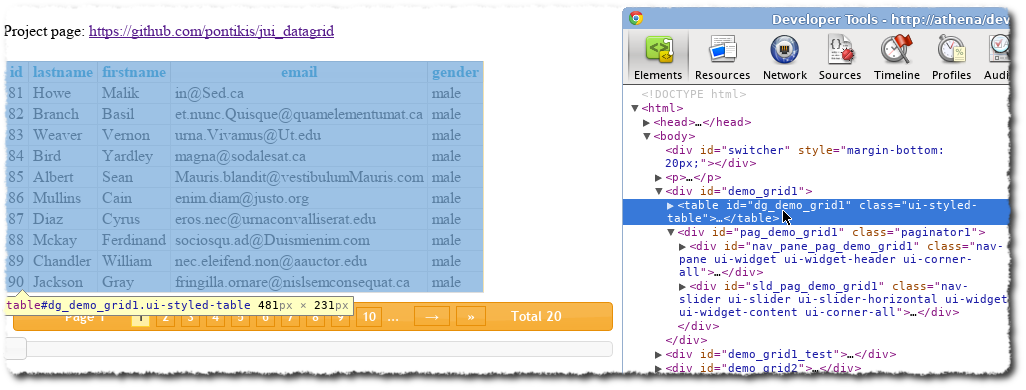 Project page: https://github.com/pontikis/jui_datagrid
id lastname firstname email gender
81 Howe Malik in@Sed.ca male
82 Branch Basil et.nunc.Quisque@quamelementumat.ca male
83 Weaver Vernon urna.Vivamus@Ut.edu male
84 Bird Yardley magna@sodalesat.ca male
85 Albert Sean Mauris.blandit@vestibulumMauris.com male
86 Mullins Cain enim.diam@justo.org male
87 Diaz Cyrus eros.nec@urnaconvalliserat.edu male
88 Mckay Ferdinand sociosqu.ad@Duismienim.com male
89 Chandler William nec.eleifend.non@aauctor.edu male
90 Jackson Gray fringilla.ornare@nislsemconsequat.ca male
table#dg_demo_grid1.ui-styled-table 481px × 231px
Page 1 1 2 3 4 5 6 7 8 9 10 ... → » Total 20
Developer Tools - http://athena/dev
Elements Resources Network Sources Timeline Profiles Audi
<!DOCTYPE html>
▼<html>
▶<head>…</head>
▼<body>
<div id="switcher" style="margin-bottom:
20px;"></div>
▶<p>…</p>
▼<div id="demo_grid1">
▶<table id="dg_demo_grid1" class="ui-styled-
table">…</table>
▼<div id="pag_demo_grid1" class="paginator1">
▶<div id="nav_pane_pag_demo_grid1" class="nav-
pane ui-widget ui-widget-header ui-corner-
all">…</div>
▶<div id="sld_pag_demo_grid1" class="nav-
slider ui-slider ui-slider-horizontal ui-widget
ui-widget-content ui-corner-all">…</div>
</div>
</div>
▶<div id="demo_grid1_test">…</div>
▶<div id="demo_grid2">…</div>